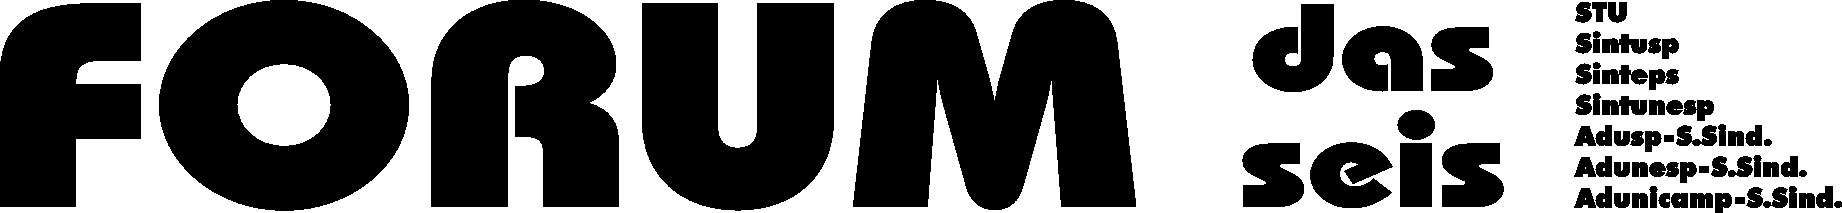 FORUM
das
seis
STU
Sintusp
Sinteps
Sintunesp
Adusp-S.Sind.
Adunesp-S.Sind.
Adunicamp-S.Sind.